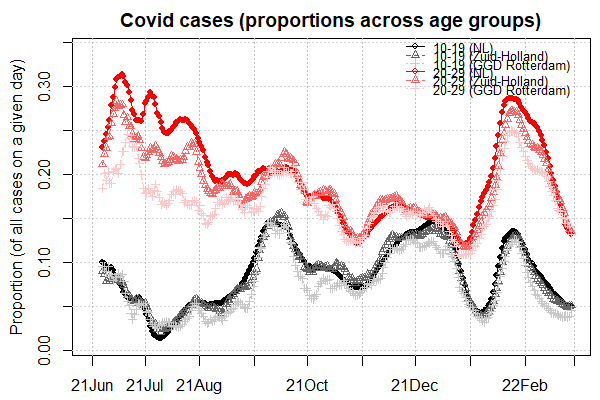 Covid cases (proportions across age groups)
10-19 (NL)
10-19 (Zuid-Holland)
10-19 (GGD Rotterdam)
20-29 (NL)
20-29 (Zuid-Holland)
20-29 (GGD Rotterdam)
Proportion (of all cases on a given day)
0.30
0.20
0.10
0.00
21Jun 21Jul 21Aug 21Oct 21Dec 22Feb